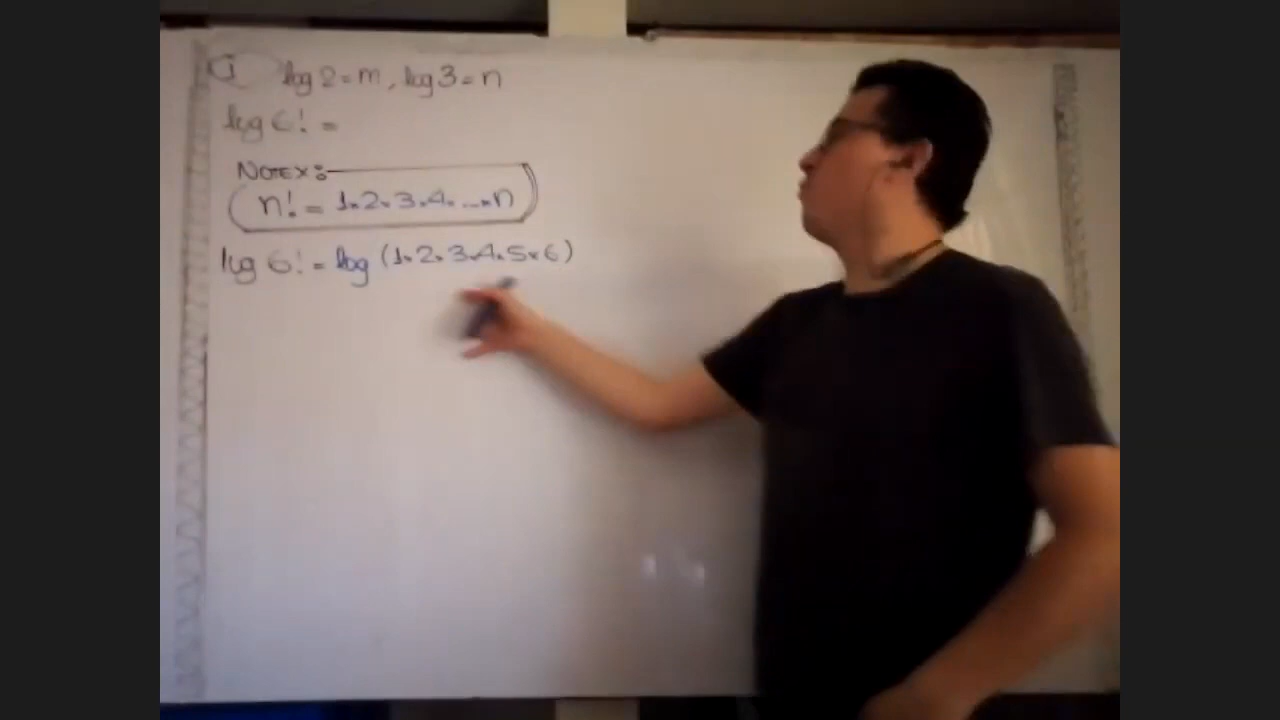 log 2 = m, log 3 = n
log 6! =
NOTEX:
n! = 1×2×3×4×...×n
log 6! = log (1×2×3×4×5×6)